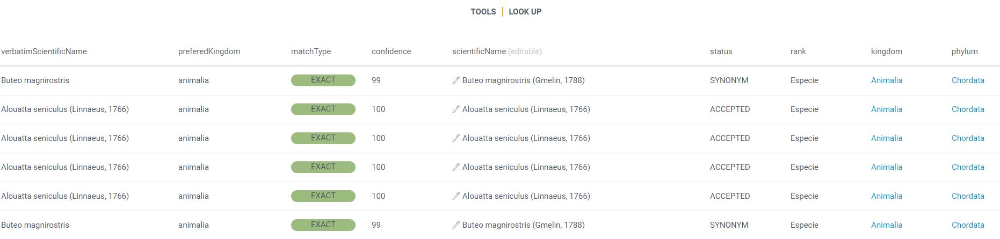 TOOLS | LOOK UP
verbatimScientificName preferedKingdom matchType confidence scientificName (editable) status rank kingdom phylum
Buteo magnirostris animalia EXACT 99 Buteo magnirostris (Gmelin, 1788) SYNONYM Especie Animalia Chordata
Alouatta seniculus (Linnaeus, 1766) animalia EXACT 100 Alouatta seniculus (Linnaeus, 1766) ACCEPTED Especie Animalia Chordata
Alouatta seniculus (Linnaeus, 1766) animalia EXACT 100 Alouatta seniculus (Linnaeus, 1766) ACCEPTED Especie Animalia Chordata
Alouatta seniculus (Linnaeus, 1766) animalia EXACT 100 Alouatta seniculus (Linnaeus, 1766) ACCEPTED Especie Animalia Chordata
Alouatta seniculus (Linnaeus, 1766) animalia EXACT 100 Alouatta seniculus (Linnaeus, 1766) ACCEPTED Especie Animalia Chordata
Buteo magnirostris animalia EXACT 99 Buteo magnirostris (Gmelin, 1788) SYNONYM Especie Animalia Chordata